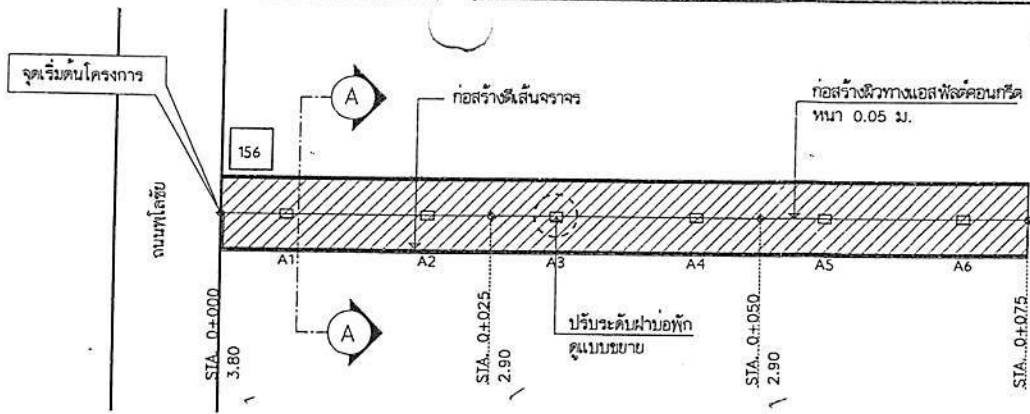 จุดเริ่มต้นโครงการ
A
ก่อสร้างตีเส้นจราจร
ก่อสร้างผิวทางแอสฟัลต์คอนกรีต
หนา 0.05 ม.
156
ถนนพโลชัย
A1
A2
A3
A4
A5
A6
A
ปรับระดับฝาบ่อพัก
ดูแบบขยาย
STA. 0+000
3.80
STA. 0+025
2.90
STA. 0+050
2.90
STA. 0+075